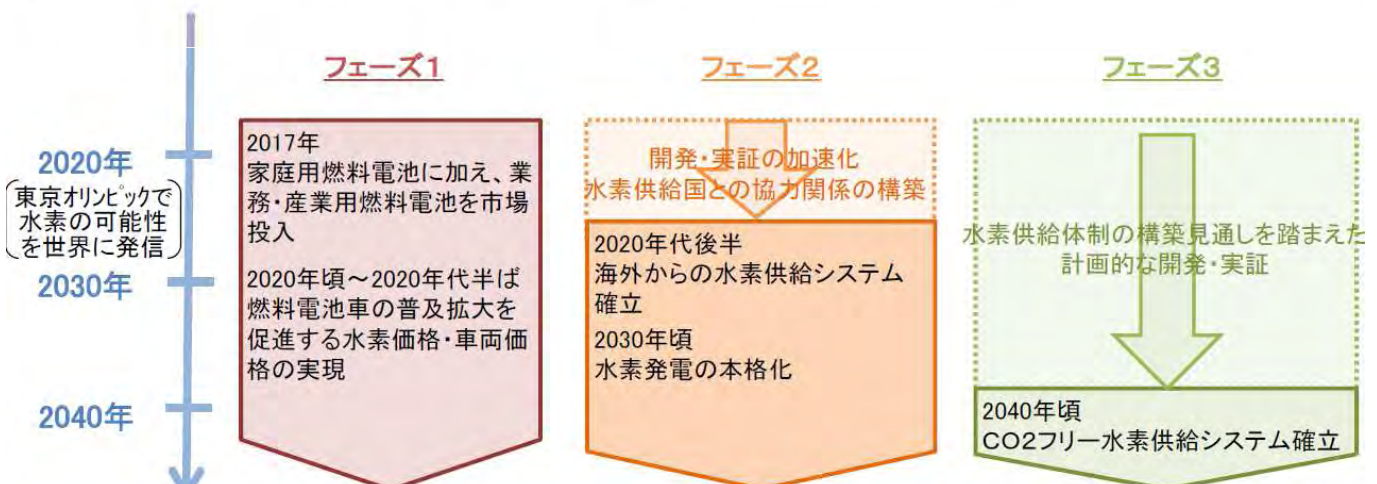 フェーズ1
フェーズ2
フェーズ3
2020年
東京オリンピックで
水素の可能性
を世界に発信
2030年
2040年
2017年
家庭用燃料電池に加え、業
務・産業用燃料電池を市場
投入
2020年頃～2020年代半ば
燃料電池車の普及拡大を
促進する水素価格・車両価
格の実現
開発・実証の加速化
水素供給国との協力関係の構築
2020年代後半
海外からの水素供給システム
確立
2030年頃
水素発電の本格化
水素供給体制の構築見通しを踏まえた
計画的な開発・実証
2040年頃
CO2フリー水素供給システム確立